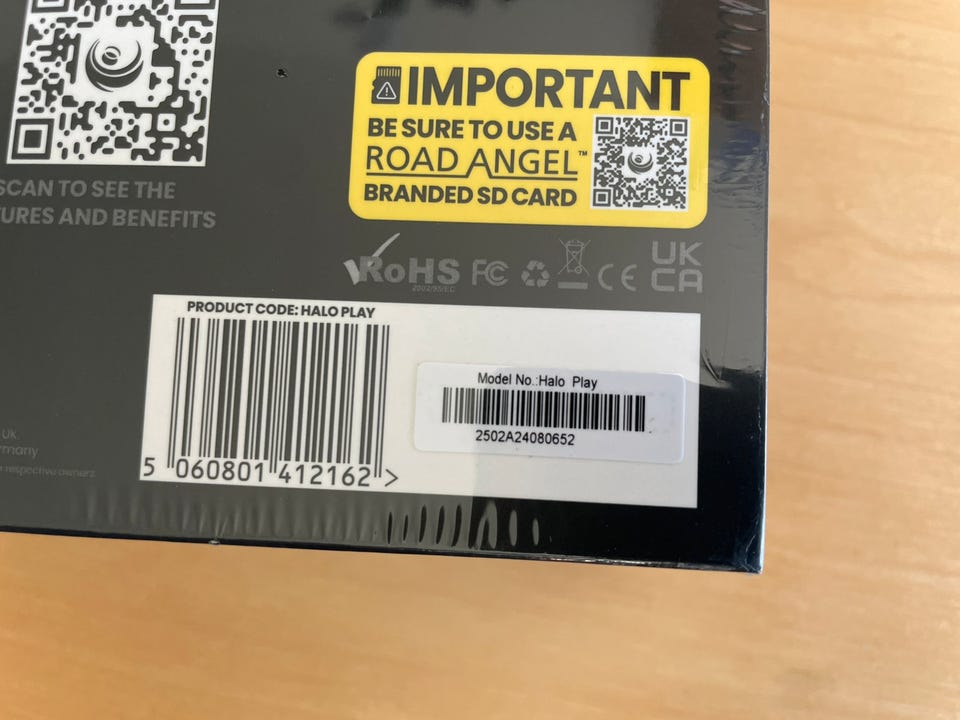 SCAN TO SEE THE
URES AND BENEFITS
IMPORTANT
BE SURE TO USE A
ROAD ANGEL™
BRANDED SD CARD
RoHS
2002/95/EC
FC
CE
UK
CA
PRODUCT CODE: HALO PLAY
5 060801 412162 >
Model No.:Halo Play
2502A24080652
UK.
rmany
respective owners.